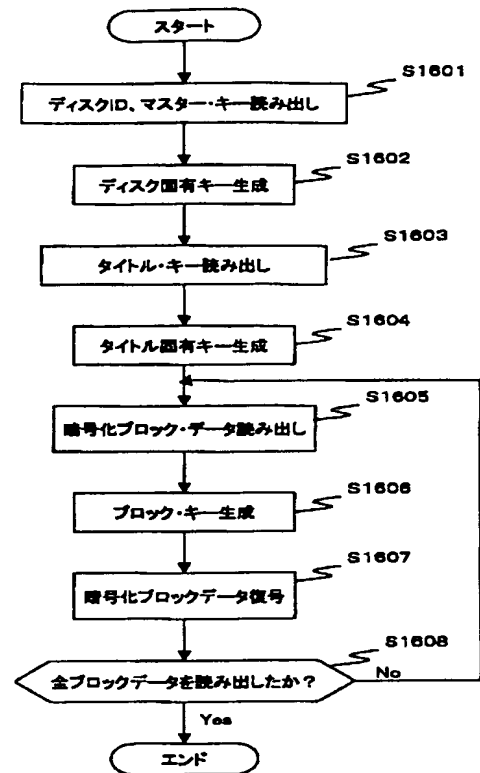 スタート
S1601
ディスクID、マスター・キー読み出し
S1602
ディスク固有キー生成
S1603
タイトル・キー読み出し
S1604
タイトル固有キー生成
S1605
暗号化ブロック・データ読み出し
S1606
ブロック・キー生成
S1607
暗号化ブロックデータ復号
S1608
全ブロックデータを読み出したか?
No
Yes
エンド